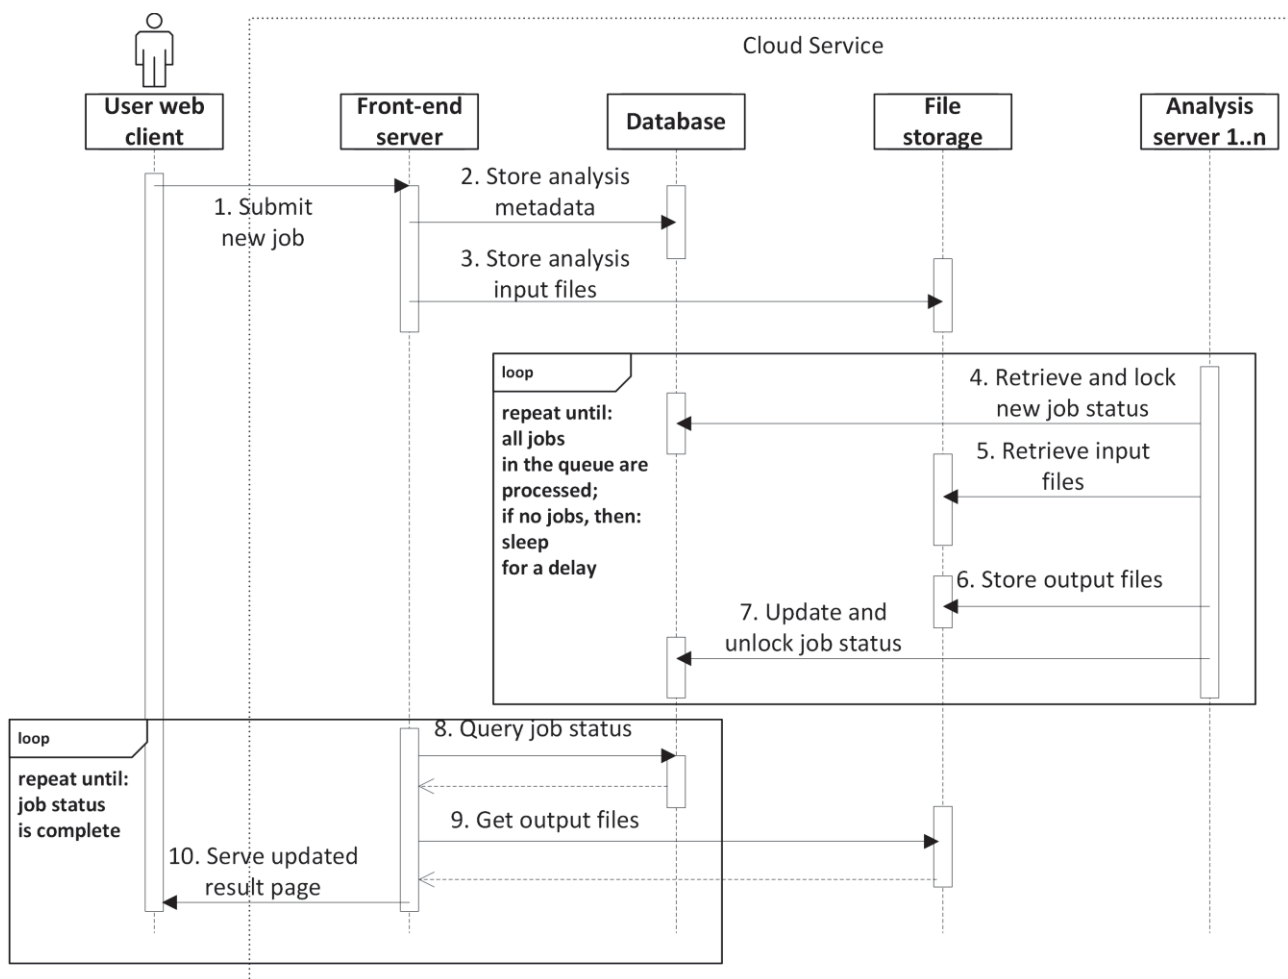 Cloud Service
User web
client
Front-end
server
Database
File
storage
Analysis
server 1..n
1. Submit
new job
2. Store analysis
metadata
3. Store analysis
input files
loop
repeat until:
all jobs
in the queue are
processed;
if no jobs, then:
sleep
for a delay
4. Retrieve and lock
new job status
5. Retrieve input
files
6. Store output files
7. Update and
unlock job status
loop
repeat until:
job status
is complete
8. Query job status
9. Get output files
10. Serve updated
result page